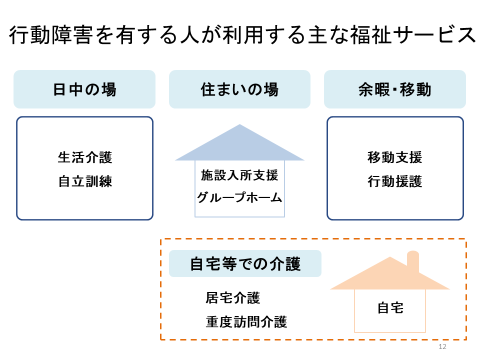 行動障害を有する人が利用する主な福祉サービス
日中の場
住まいの場
余暇・移動
生活介護
自立訓練
施設入所支援
グループホーム
移動支援
行動援護
自宅等での介護
居宅介護
重度訪問介護
自宅
12